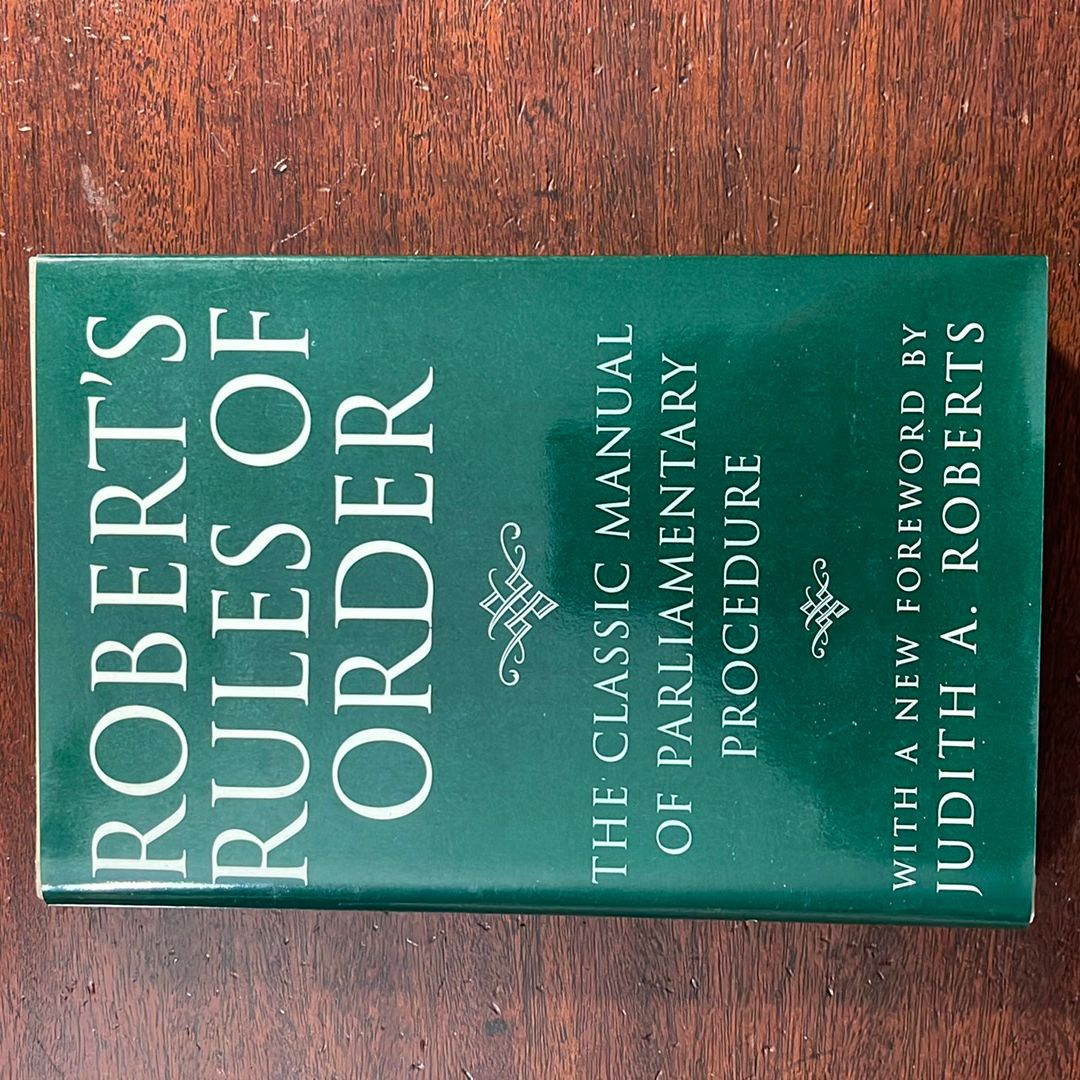 ROBERT'S
RULES OF
ORDER
THE CLASSIC MANUAL
OF PARLIAMENTARY
PROCEDURE
WITH A NEW FOREWORD BY
JUDITH A. ROBERTS